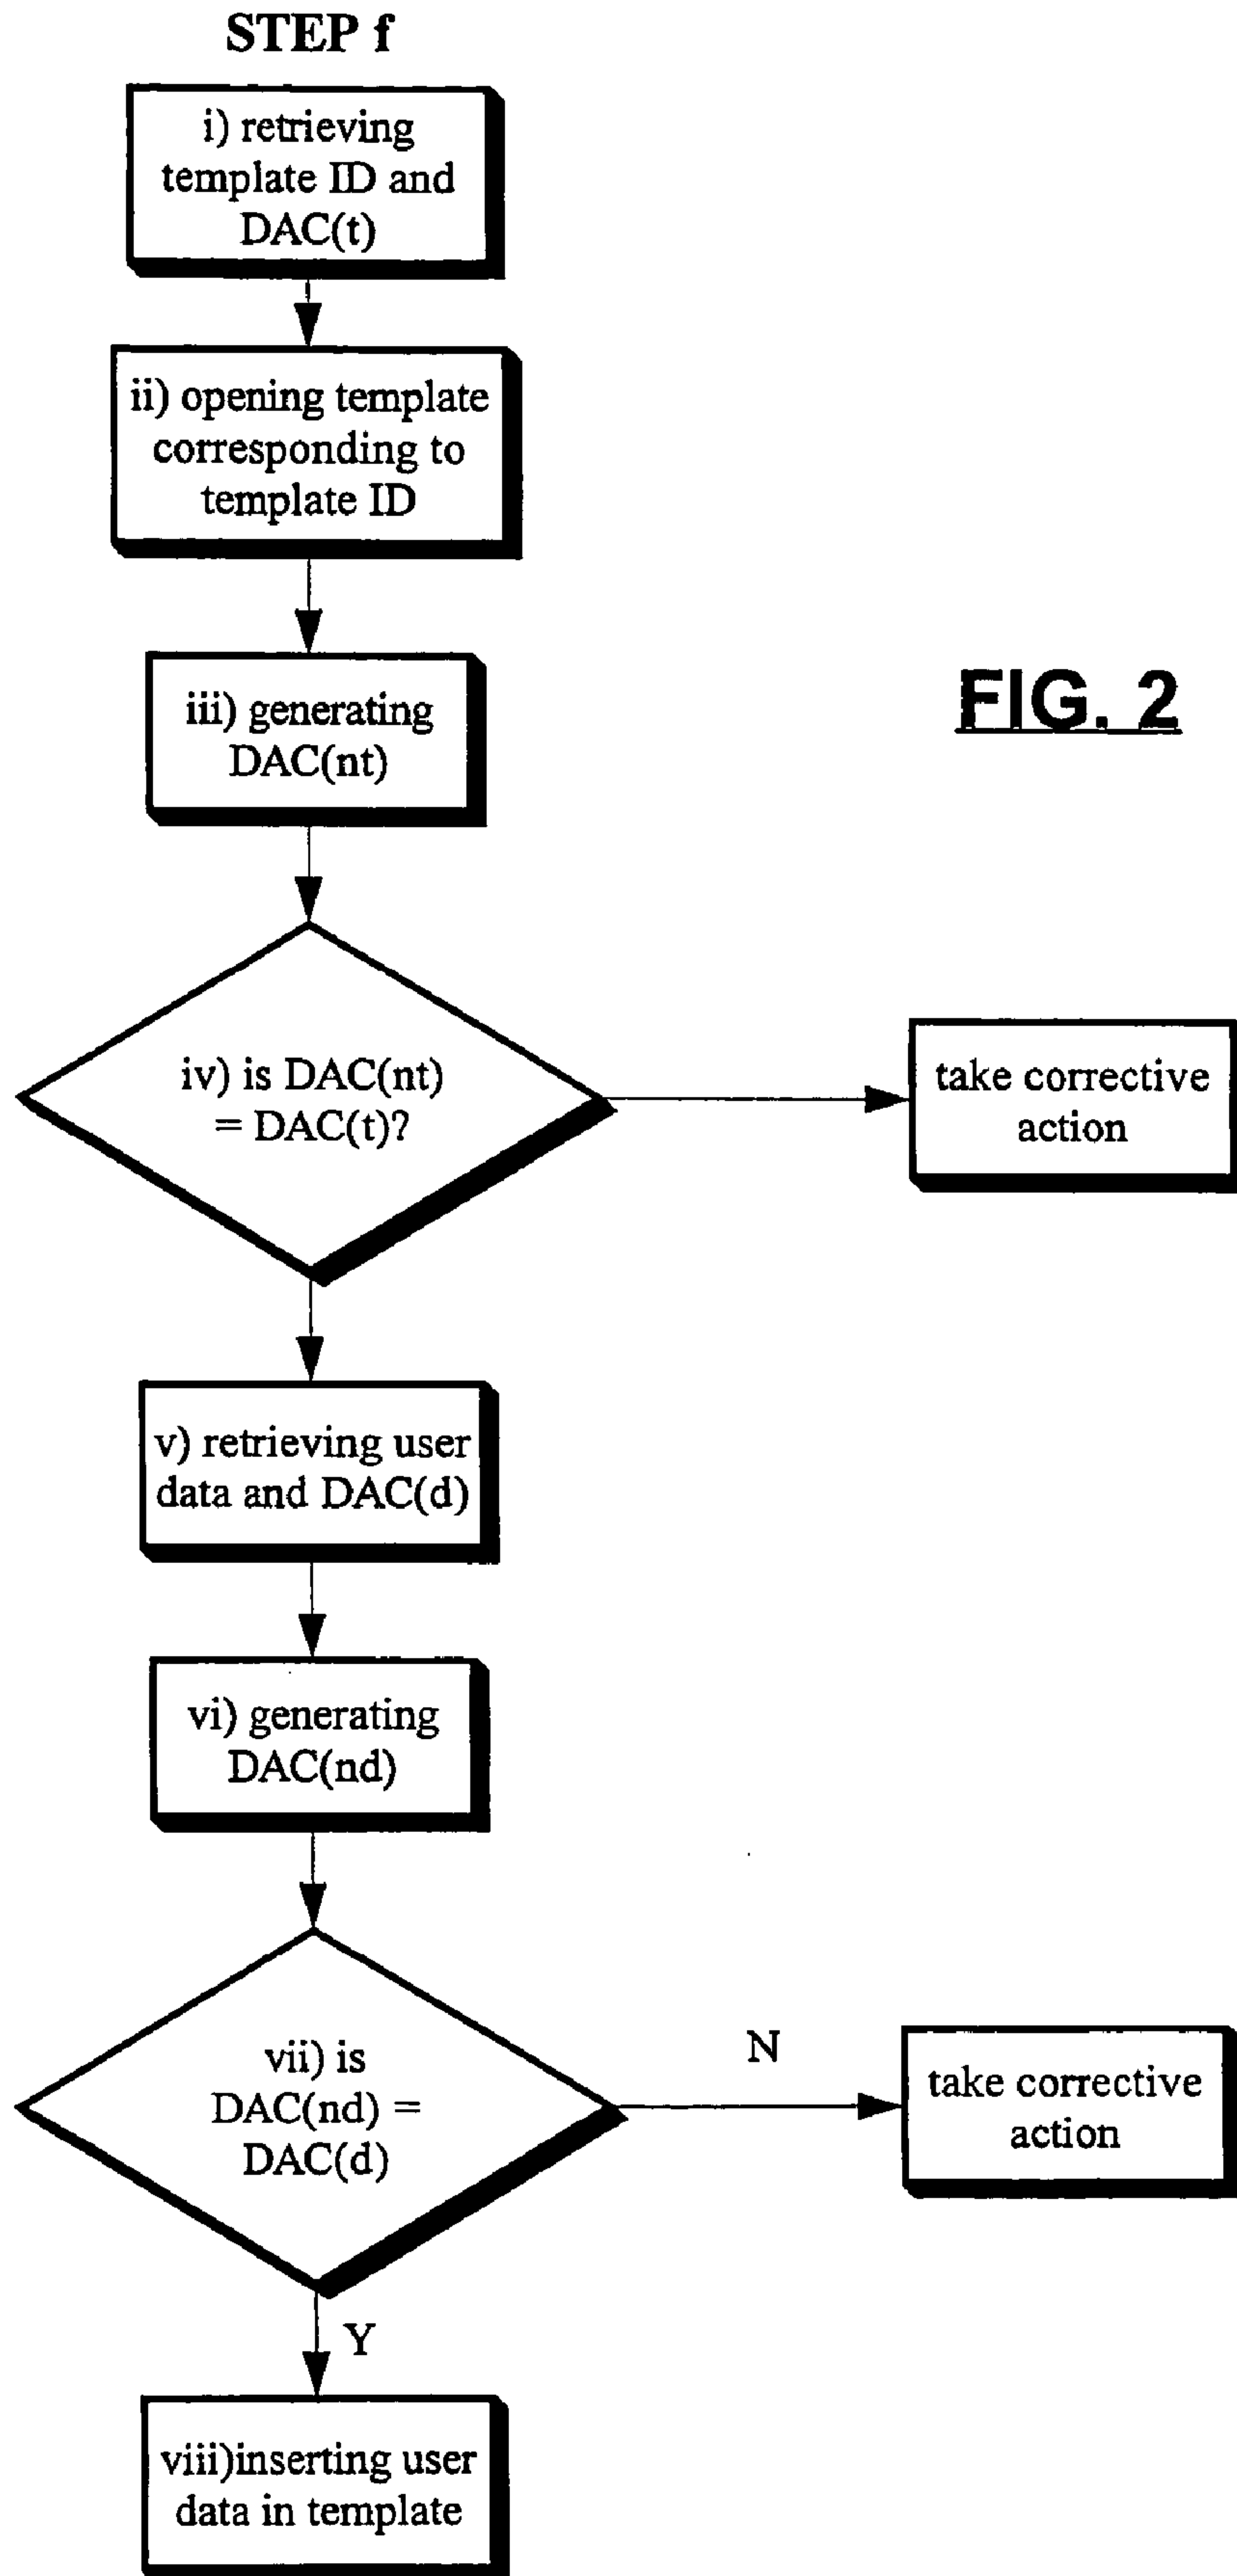 STEP f
i) retrieving
template ID and
DAC(t)
ii) opening template
corresponding to
template ID
iii) generating
DAC(nt)
FIG. 2
iv) is DAC(nt)
= DAC(t)?
take corrective
action
v) retrieving user
data and DAC(d)
vi) generating
DAC(nd)
vii) is
DAC(nd) =
DAC(d)
N
take corrective
action
Y
viii)inserting user
data in template